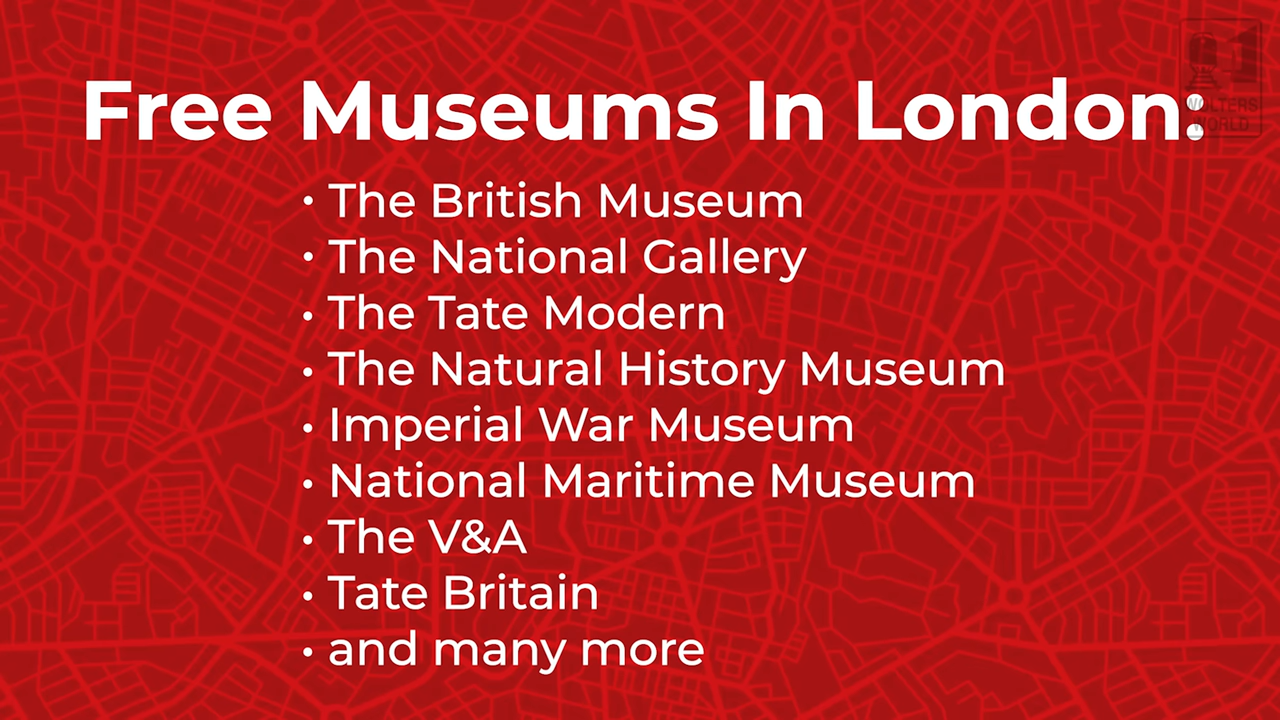 Free Museums In London:
• The British Museum
• The National Gallery
• The Tate Modern
• The Natural History Museum
• Imperial War Museum
• National Maritime Museum
• The V&A
• Tate Britain
• and many more
WOLTERS
WORLD